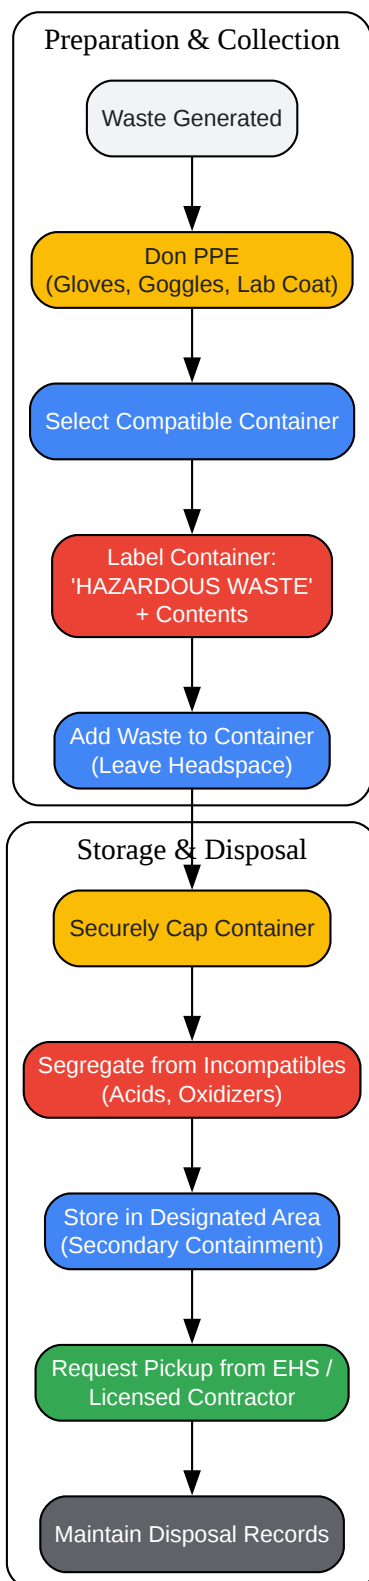 Preparation & Collection
Waste Generated
Don PPE
(Gloves, Goggles, Lab Coat)
Select Compatible Container
Label Container:
'HAZARDOUS WASTE'
+ Contents
Add Waste to Container
(Leave Headspace)
Storage & Disposal
Securely Cap Container
Segregate from Incompatibles
(Acids, Oxidizers)
Store in Designated Area
(Secondary Containment)
Request Pickup from EHS /
Licensed Contractor
Maintain Disposal Records